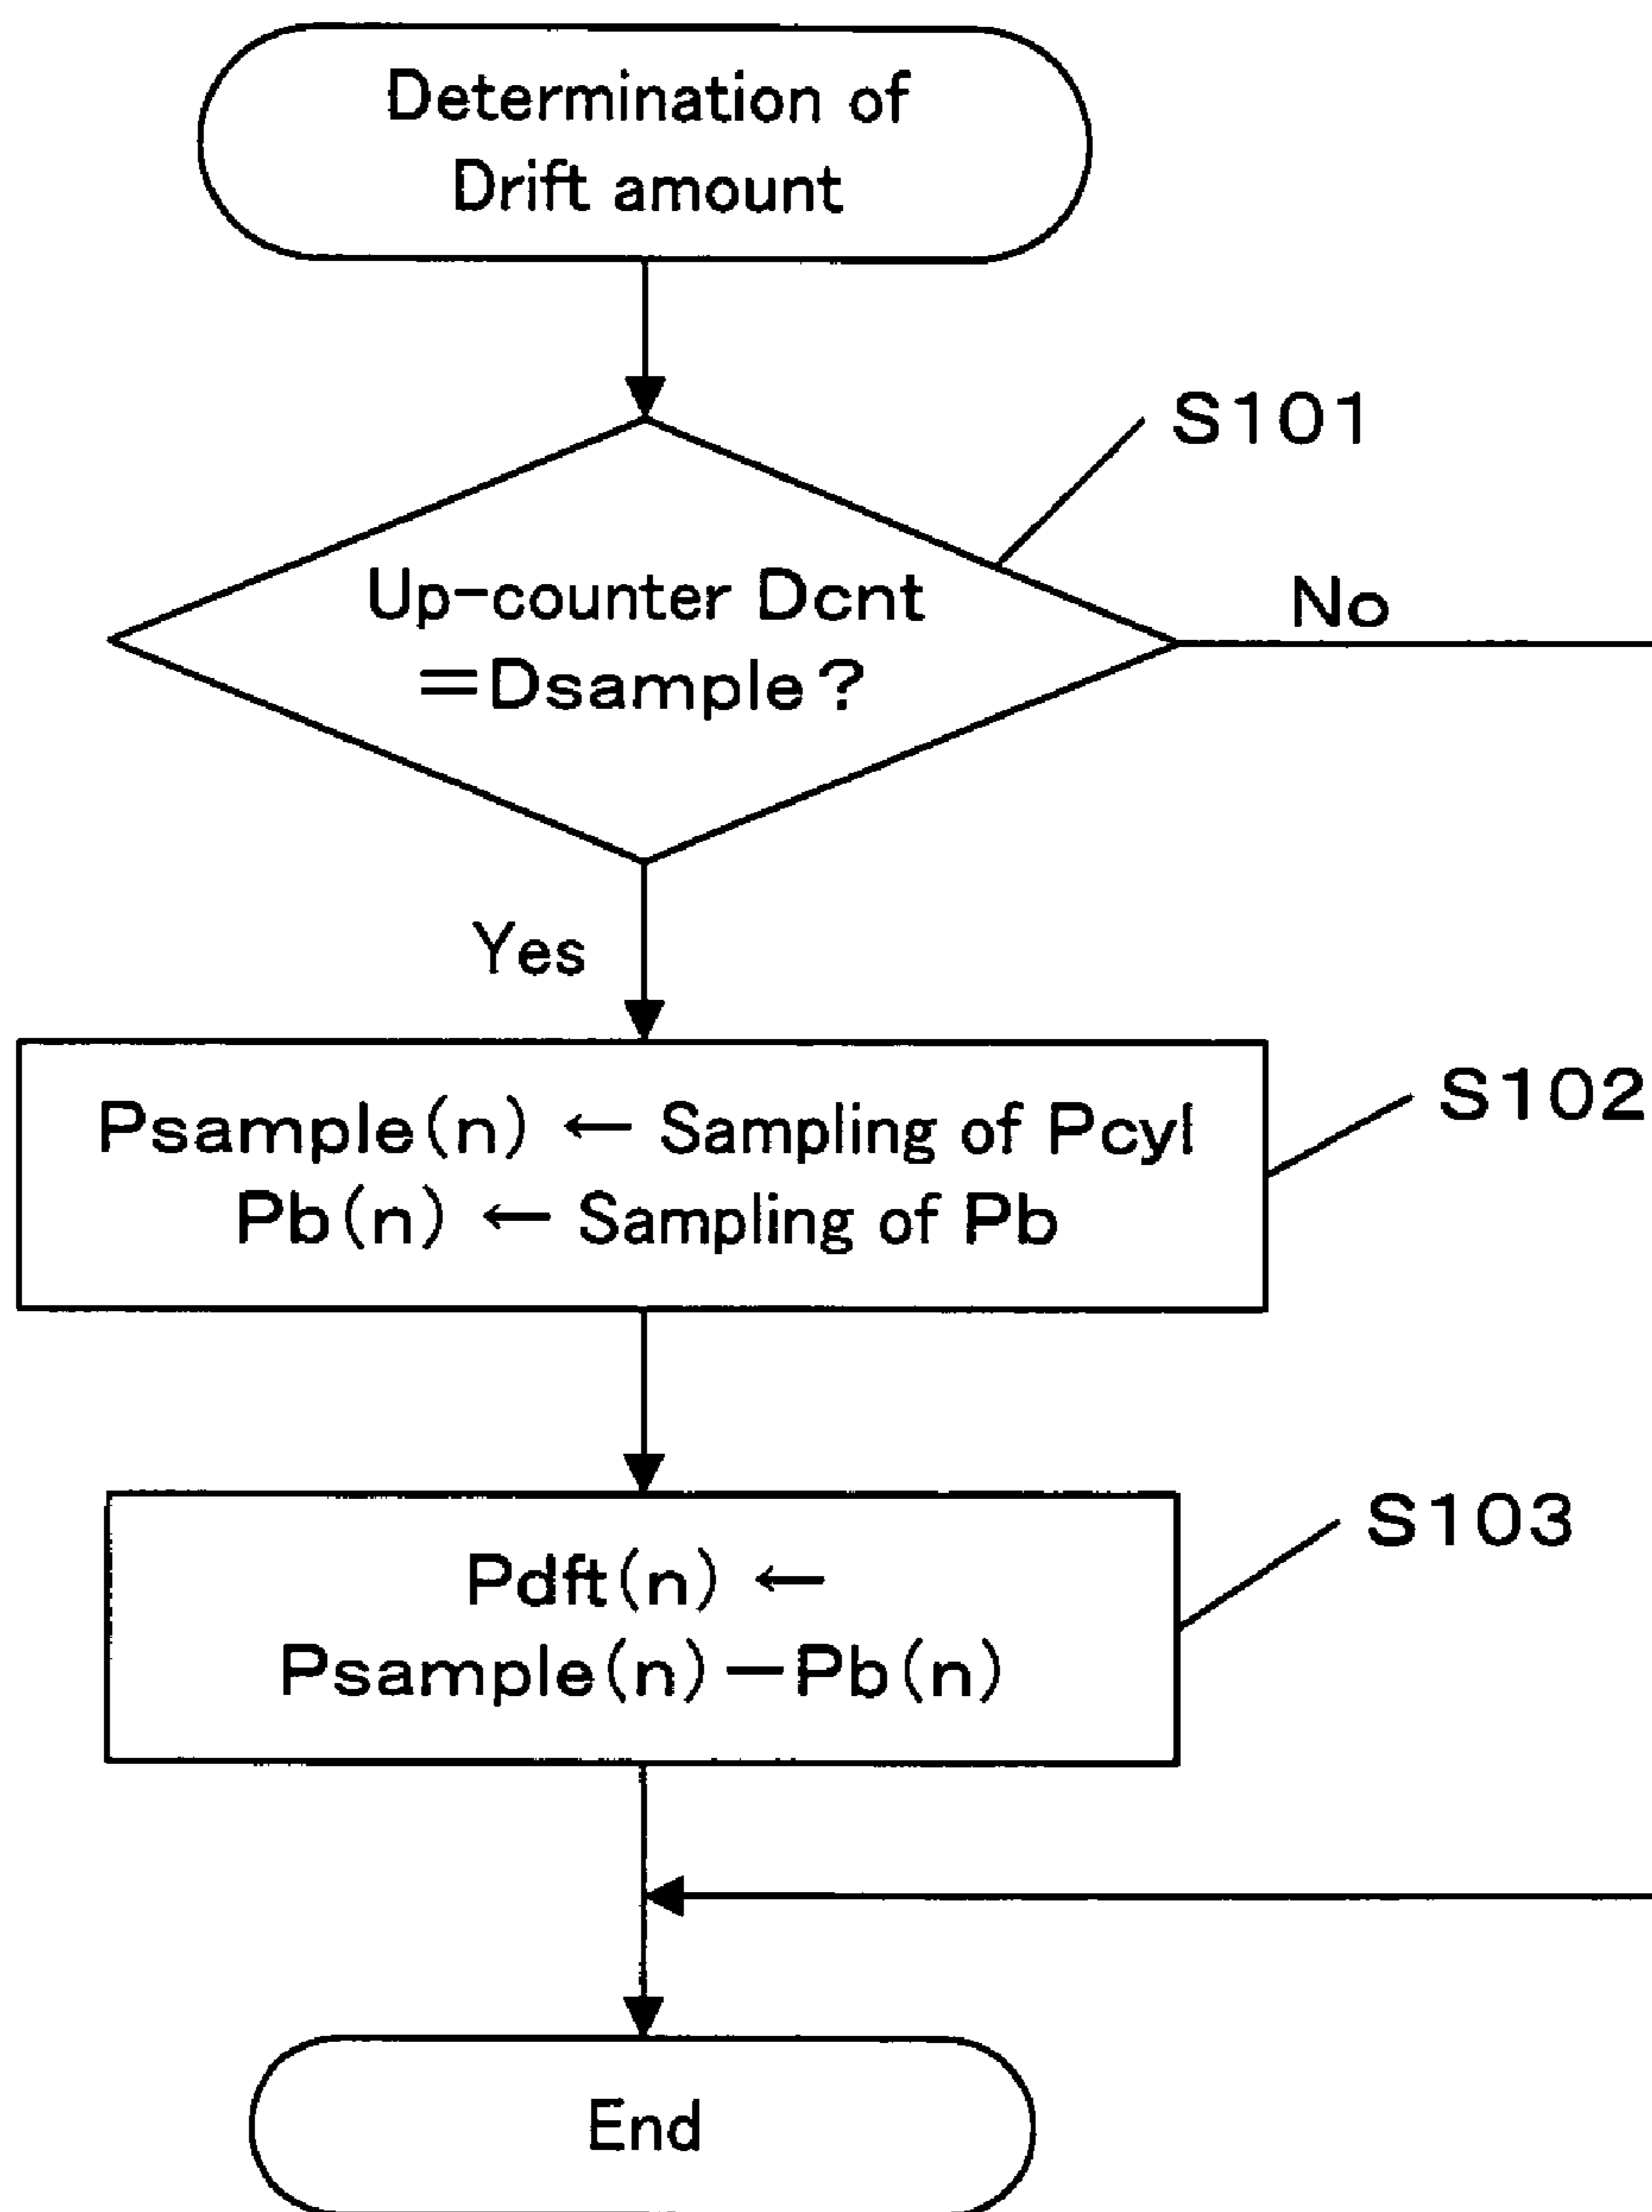 Determination of
Drift amount
S101
Up-counter Dcnt
=Dsample?
No
Yes
S102
Psample(n) ← Sampling of Pcyl
Pb(n) ← Sampling of Pb
S103
Pdft(n) ←
Psample(n)-Pb(n)
End